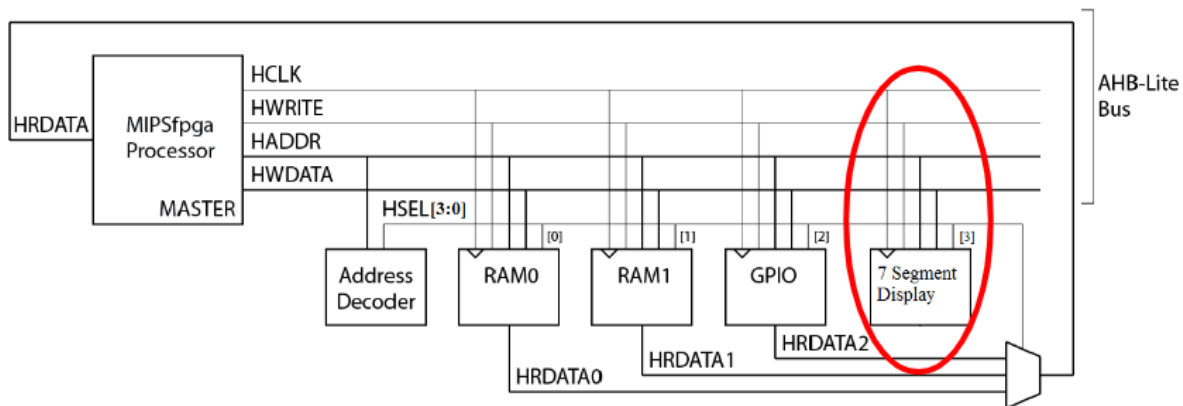 HCLK
HWRITE
HADDR
HWDATA
HRDATA
MIPSfpga
Processor
MASTER
AHB-Lite
Bus
HSEL[3:0]
[0]
[1]
[2]
[3]
Address
Decoder
RAM0
RAM1
GPIO
7 Segment
Display
HRDATA2
HRDATA1
HRDATA0